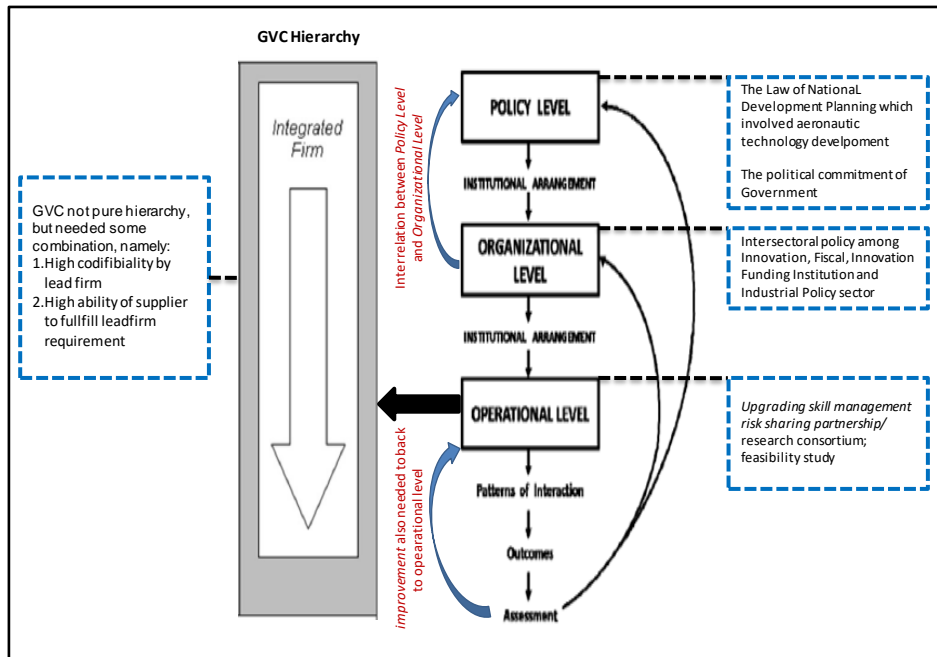 GVC Hierarchy
Integrated
Firm
GVC not pure hierarchy,
but needed some
combination, namely:
1.High codifibiality by
lead firm
2.High ability of supplier
to fullfill leadfirm
requirement
Interrelation between Policy Level
and Organizational Level
improvement also needed to back
to opearational level
POLICY LEVEL
INSTITUTIONAL ARRANGEMENT
ORGANIZATIONAL
LEVEL
INSTITUTIONAL ARRANGEMENT
OPERATIONAL LEVEL
Patterns of Interaction
Outcomes
Assessment
The Law of NationaL
Development Planning which
involved aeronautic
technology develpoment
The political commitment of
Government
Intersectoral policy among
Innovation, Fiscal, Innovation
Funding Institution and
Industrial Policy sector
Upgrading skill management
risk sharing partnership/
research consortium;
feasibility study